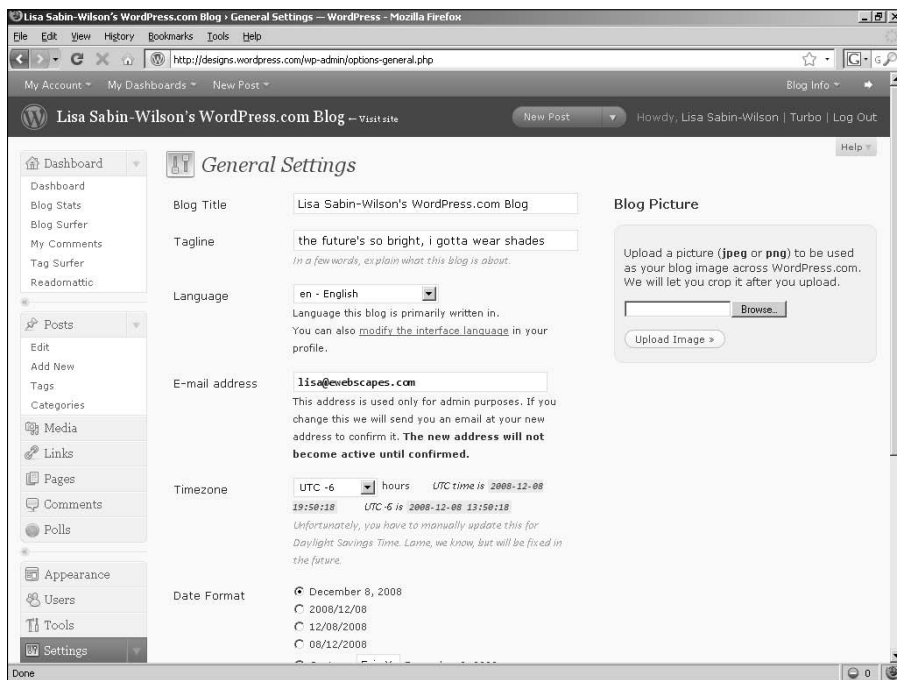 Lisa Sabin-Wilson's WordPress.com Blog › General Settings — WordPress - Mozilla Firefox
File Edit View History Bookmarks Tools Help
http://designs.wordpress.com/wp-admin/options-general.php
My Account My Dashboards New Post Blog Info
Lisa Sabin-Wilson's WordPress.com Blog ← Visit site New Post Howdy, Lisa Sabin-Wilson | Turbo | Log Out
Help
Dashboard
Dashboard
Blog Stats
Blog Surfer
My Comments
Tag Surfer
Readomattic
Posts
Edit
Add New
Tags
Categories
Media
Links
Pages
Comments
Polls
Appearance
Users
Tools
Settings
General Settings
Blog Title Lisa Sabin-Wilson's WordPress.com Blog
Tagline the future's so bright, i gotta wear shades
In a few words, explain what this blog is about.
Language en - English
Language this blog is primarily written in.
You can also modify the interface language in your
profile.
E-mail address lisa@ewebscapes.com
This address is used only for admin purposes. If you
change this we will send you an email at your new
address to confirm it. The new address will not
become active until confirmed.
Timezone UTC -6 hours UTC time is 2008-12-08
19:50:18 UTC -6 is 2008-12-08 13:50:18
Unfortunately, you have to manually update this for
Daylight Savings Time. Lame, we know, but will be fixed in
the future.
Date Format December 8, 2008
2008/12/08
12/08/2008
08/12/2008
Blog Picture
Upload a picture (jpeg or png) to be used
as your blog image across WordPress.com.
We will let you crop it after you upload.
Browse...
Upload Image »
Done 0